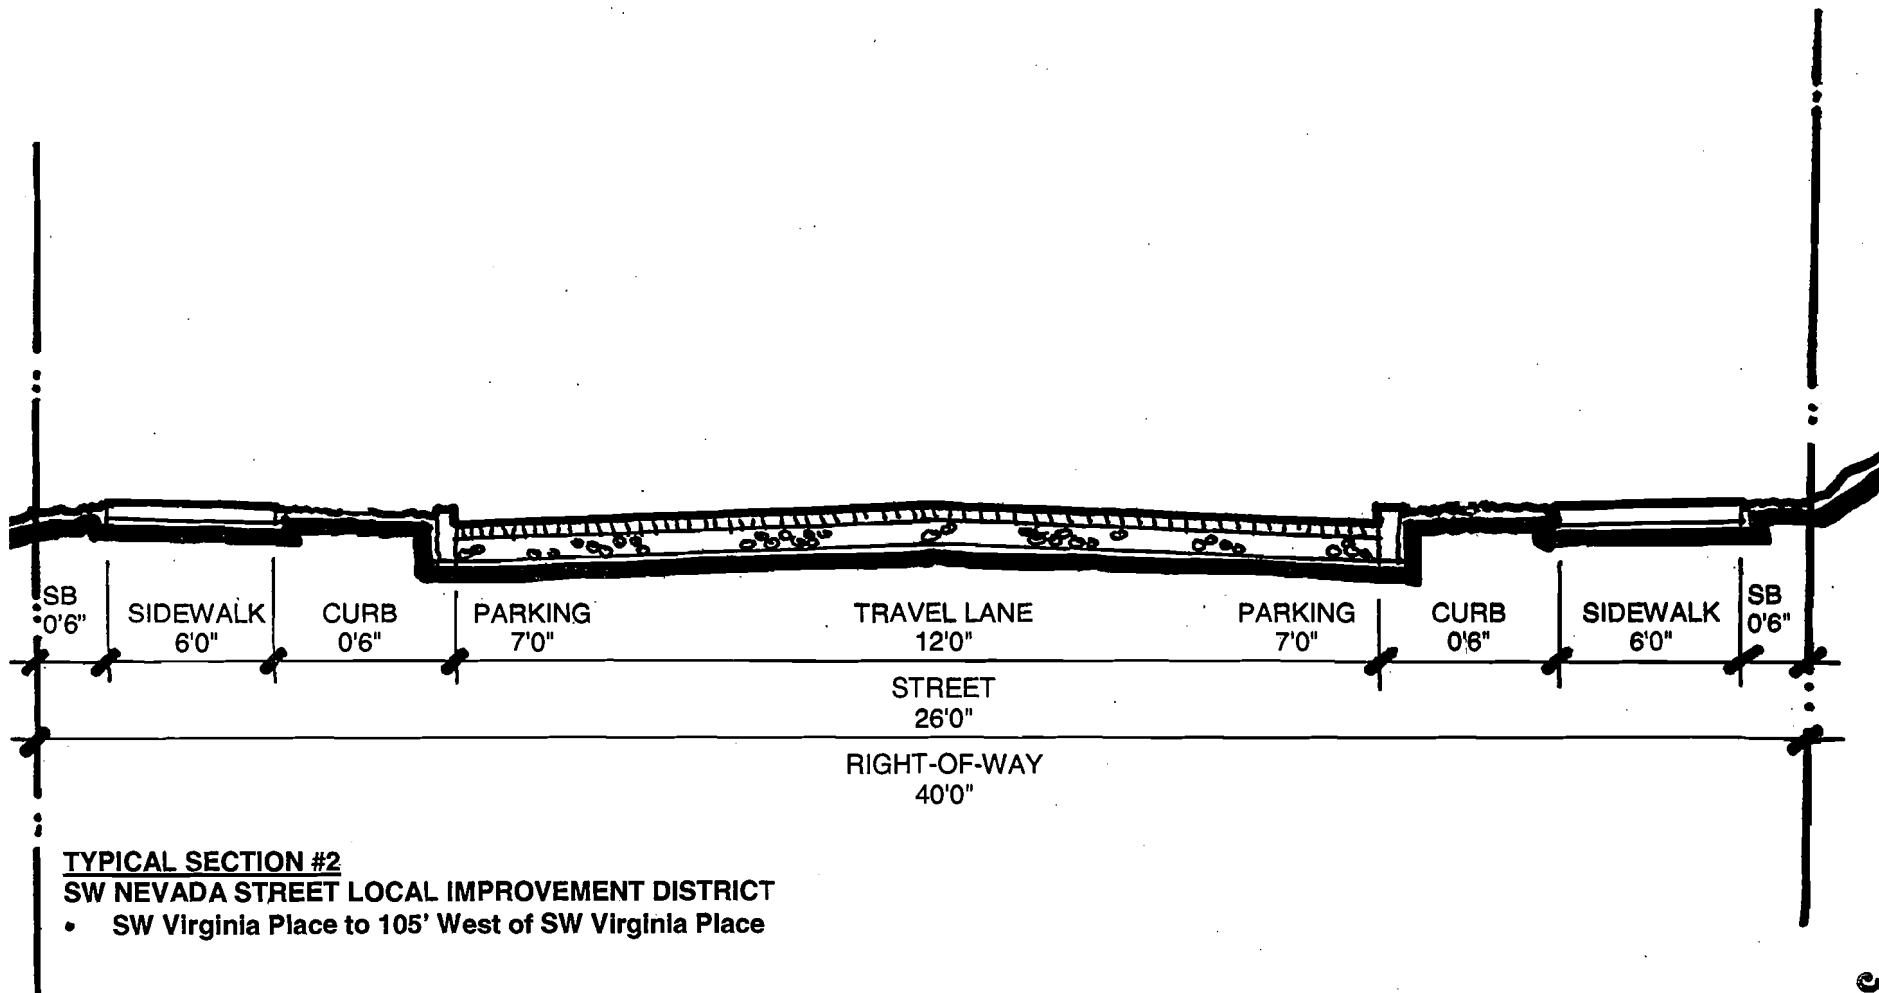 SB
0'6"
SIDEWALK
6'0"
CURB
0'6"
PARKING
7'0"
TRAVEL LANE
12'0"
PARKING
7'0"
CURB
0'6"
SIDEWALK
6'0"
SB
0'6"
STREET
26'0"
RIGHT-OF-WAY
40'0"
TYPICAL SECTION #2
SW NEVADA STREET LOCAL IMPROVEMENT DISTRICT
• SW Virginia Place to 105' West of SW Virginia Place